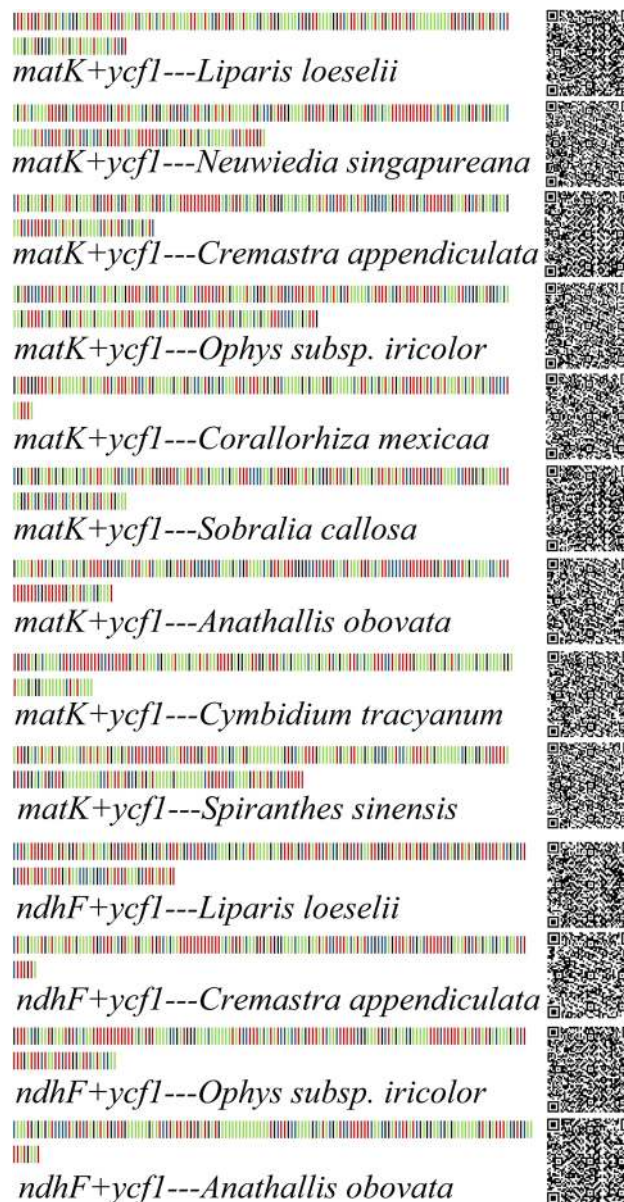 matK+ycf1---Liparis loeselii
matK+ycf1---Neuwiedia singapureana
matK+ycf1---Cremastra appendiculata
matK+ycf1---Ophys subsp. iricolor
matK+ycf1---Corallorhiza mexicaa
matK+ycf1---Sobralia callosa
matK+ycf1---Anathallis obovata
matK+ycf1---Cymbidium tracyanum
matK+ycf1---Spiranthes sinensis
ndhF+ycf1---Liparis loeselii
ndhF+ycf1---Cremastra appendiculata
ndhF+ycf1---Ophys subsp. iricolor
ndhF+ycf1---Anathallis obovata